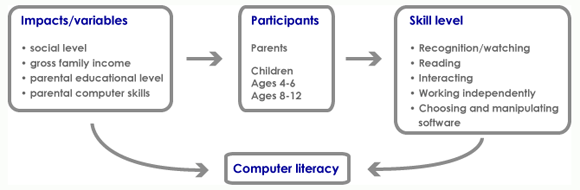 Impacts/variables
• social level
• gross family income
• parental educational level
• parental computer skills
Participants
Parents
Children
Ages 4-6
Ages 8-12
Skill level
• Recognition/watching
• Reading
• Interacting
• Working independently
• Choosing and manipulating
software
Computer literacy